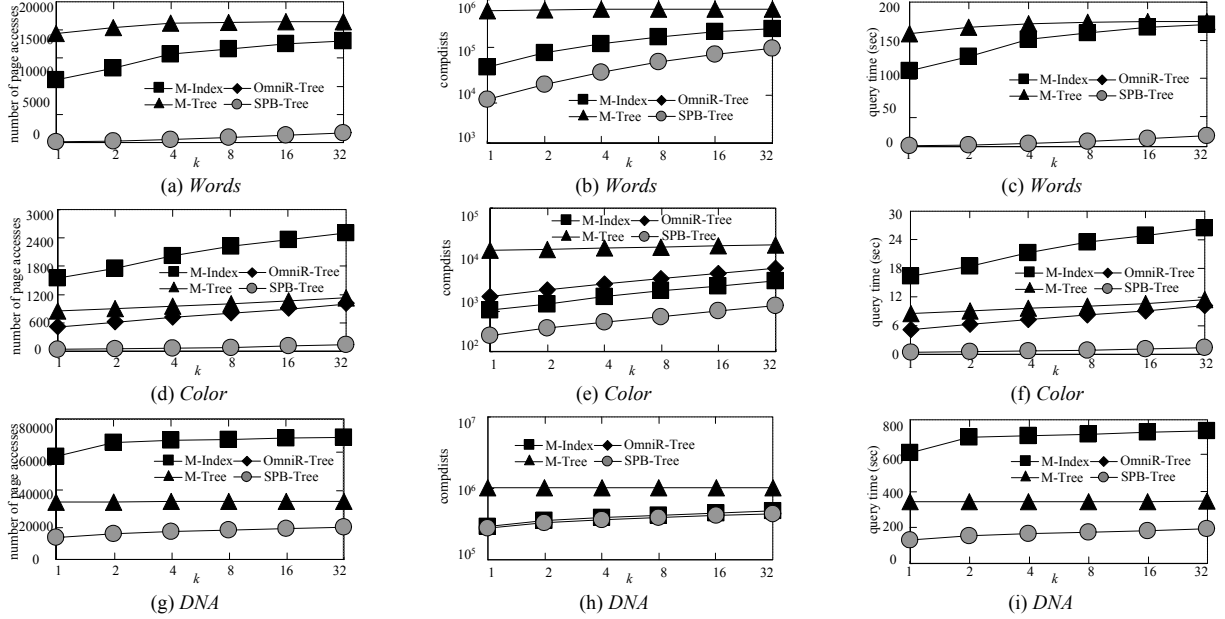 number of page accesses
20000
15000
10000
5000
0
M-Index OmniR-Tree
M-Tree SPB-Tree
1 2 4 8 16 32
k
(a) Words
compdists
10^6
10^5
10^4
10^3
M-Index OmniR-Tree
M-Tree SPB-Tree
1 2 4 8 16 32
k
(b) Words
query time (sec)
200
150
100
50
0
M-Index OmniR-Tree
M-Tree SPB-Tree
1 2 4 8 16 32
k
(c) Words
number of page accesses
3000
2400
1800
1200
600
0
M-Index OmniR-Tree
M-Tree SPB-Tree
1 2 4 8 16 32
k
(d) Color
compdists
10^5
10^4
10^3
10^2
M-Index OmniR-Tree
M-Tree SPB-Tree
1 2 4 8 16 32
k
(e) Color
query time (sec)
30
24
18
12
6
0
M-Index OmniR-Tree
M-Tree SPB-Tree
1 2 4 8 16 32
k
(f) Color
number of page accesses
80000
60000
40000
20000
0
M-Index OmniR-Tree
M-Tree SPB-Tree
1 2 4 8 16 32
k
(g) DNA
compdists
10^7
10^6
10^5
M-Index OmniR-Tree
M-Tree SPB-Tree
1 2 4 8 16 32
k
(h) DNA
query time (sec)
800
600
400
200
0
M-Index OmniR-Tree
M-Tree SPB-Tree
1 2 4 8 16 32
k
(i) DNA